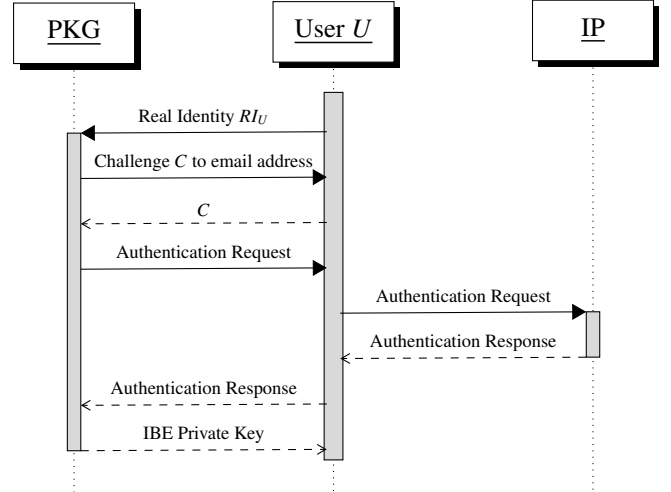 PKG
User U
IP
Real Identity RI_U
Challenge C to email address
C
Authentication Request
Authentication Request
Authentication Response
Authentication Response
IBE Private Key